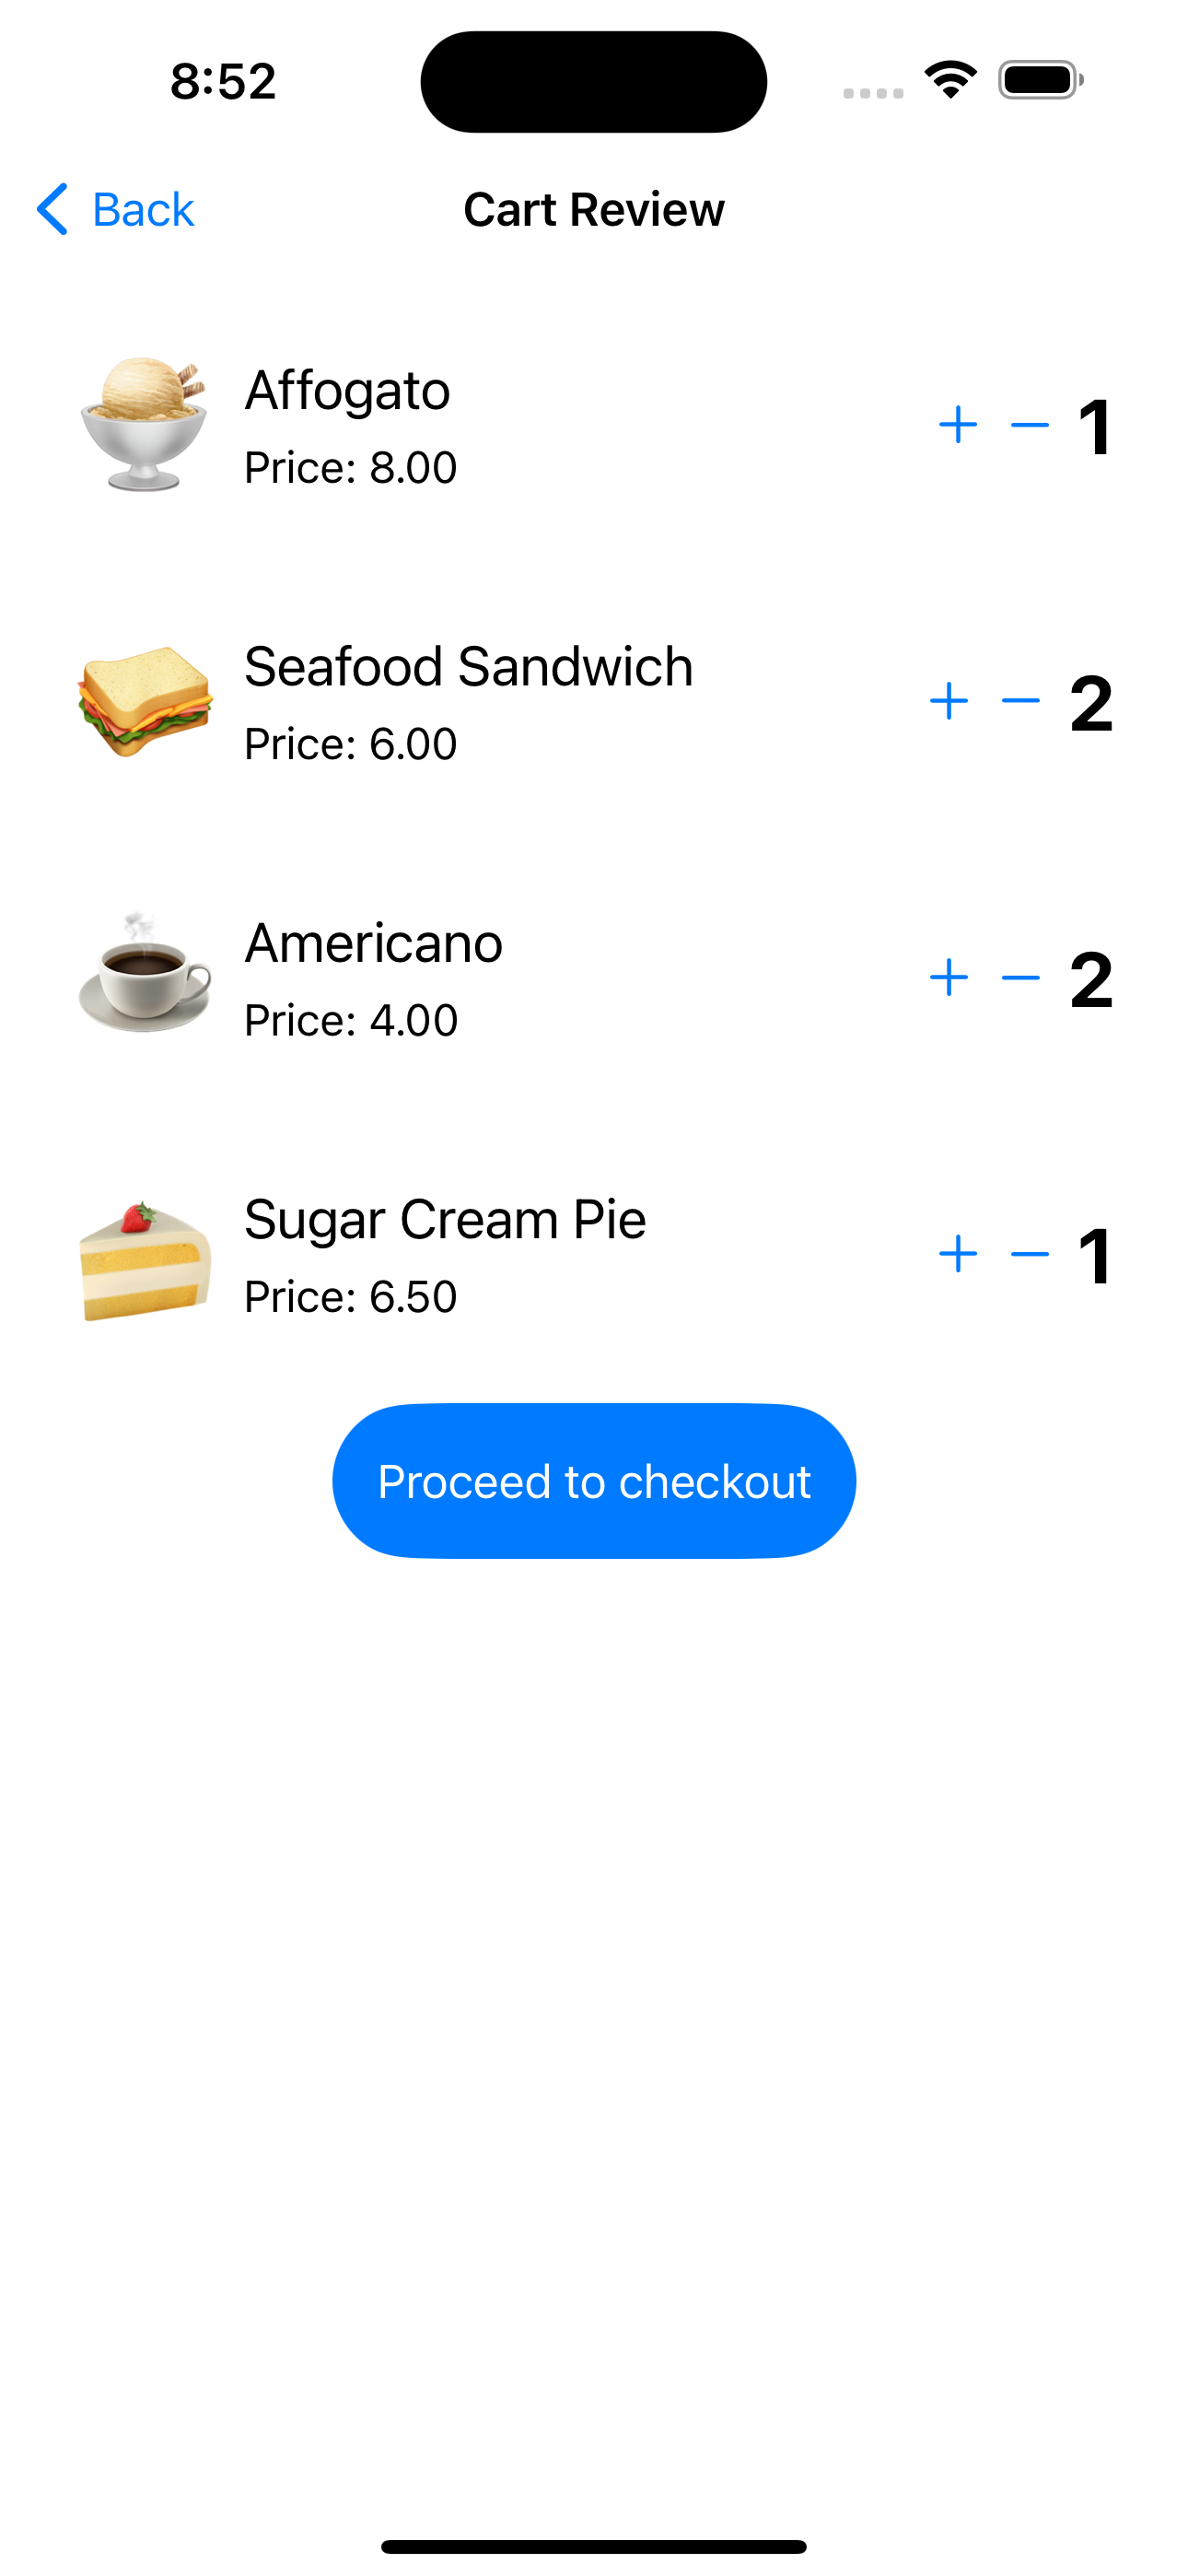 8:52
Back
Cart Review
Affogato
Price: 8.00
1
Seafood Sandwich
Price: 6.00
2
Americano
Price: 4.00
2
Sugar Cream Pie
Price: 6.50
1
Proceed to checkout